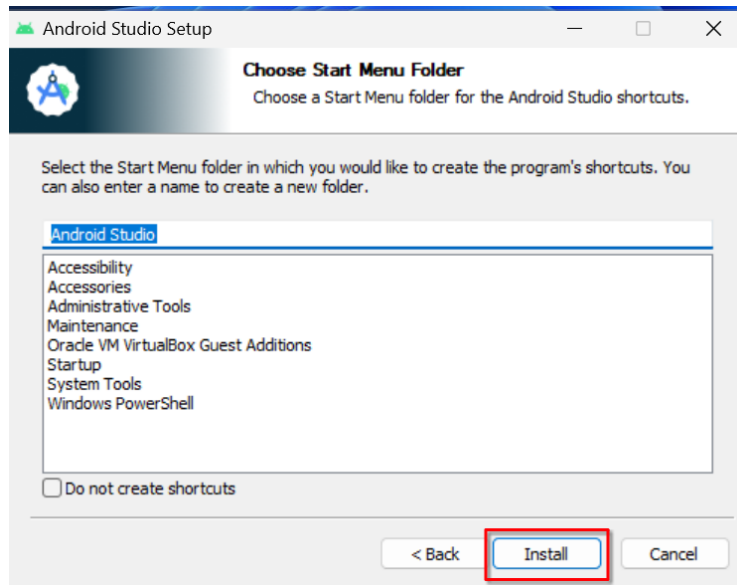 Android Studio Setup
Choose Start Menu Folder
Choose a Start Menu folder for the Android Studio shortcuts.
Select the Start Menu folder in which you would like to create the program's shortcuts. You
can also enter a name to create a new folder.
Android Studio
Accessibility
Accessories
Administrative Tools
Maintenance
Oracle VM VirtualBox Guest Additions
Startup
System Tools
Windows PowerShell
Do not create shortcuts
< Back Install Cancel